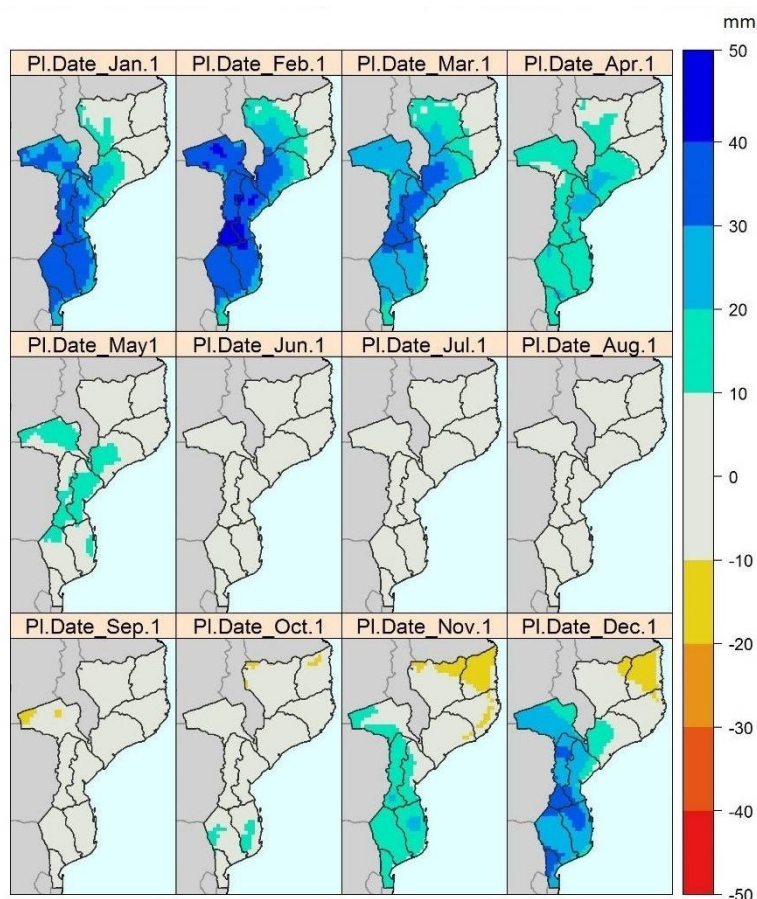 mm
Pl.Date_Jan.1 Pl.Date_Feb.1 Pl.Date_Mar.1 Pl.Date_Apr.1
Pl.Date_May1 Pl.Date_Jun.1 Pl.Date_Jul.1 Pl.Date_Aug.1
Pl.Date_Sep.1 Pl.Date_Oct.1 Pl.Date_Nov.1 Pl.Date_Dec.1
50
40
30
20
10
0
-10
-20
-30
-40
-50